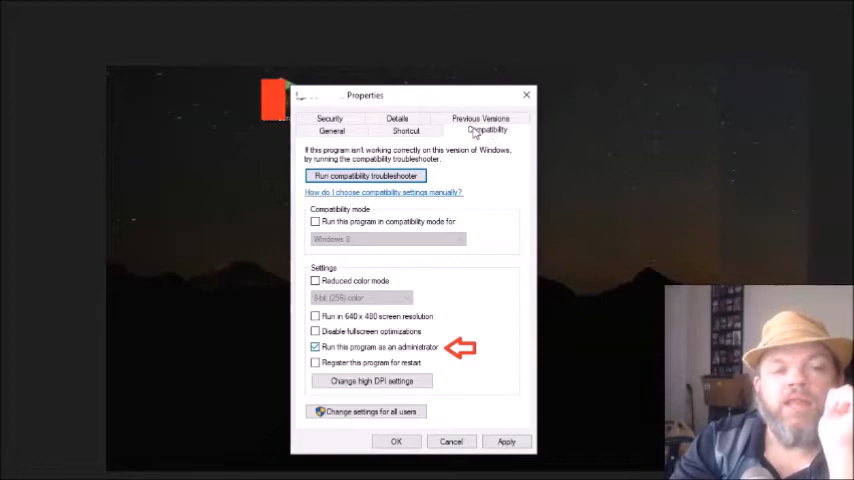 Properties
Security Details Previous Versions
General Shortcut Compatibility
If this program isn't working correctly on this version of Windows,
try running the compatibility troubleshooter.
Run compatibility troubleshooter
How do I choose compatibility settings manually?
Compatibility mode
Run this program in compatibility mode for:
Windows 8
Settings
Reduced color mode
8-bit (256) color
Run in 640 x 480 screen resolution
Disable fullscreen optimizations
Run this program as an administrator
Register this program for restart
Change high DPI settings
Change settings for all users
OK Cancel Apply